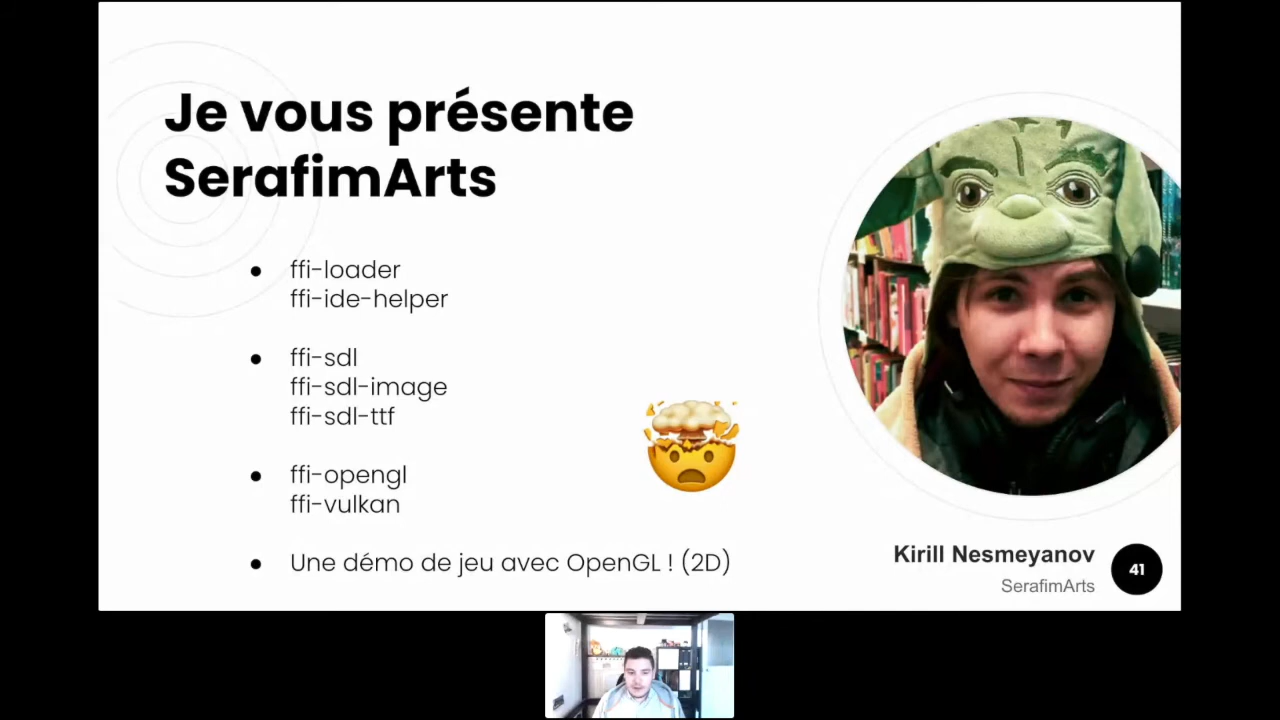 Je vous présente
SerafimArts
ffi-loader
ffi-ide-helper
ffi-sdl
ffi-sdl-image
ffi-sdl-ttf
ffi-opengl
ffi-vulkan
Une démo de jeu avec OpenGL ! (2D)
Kirill Nesmeyanov
SerafimArts
41